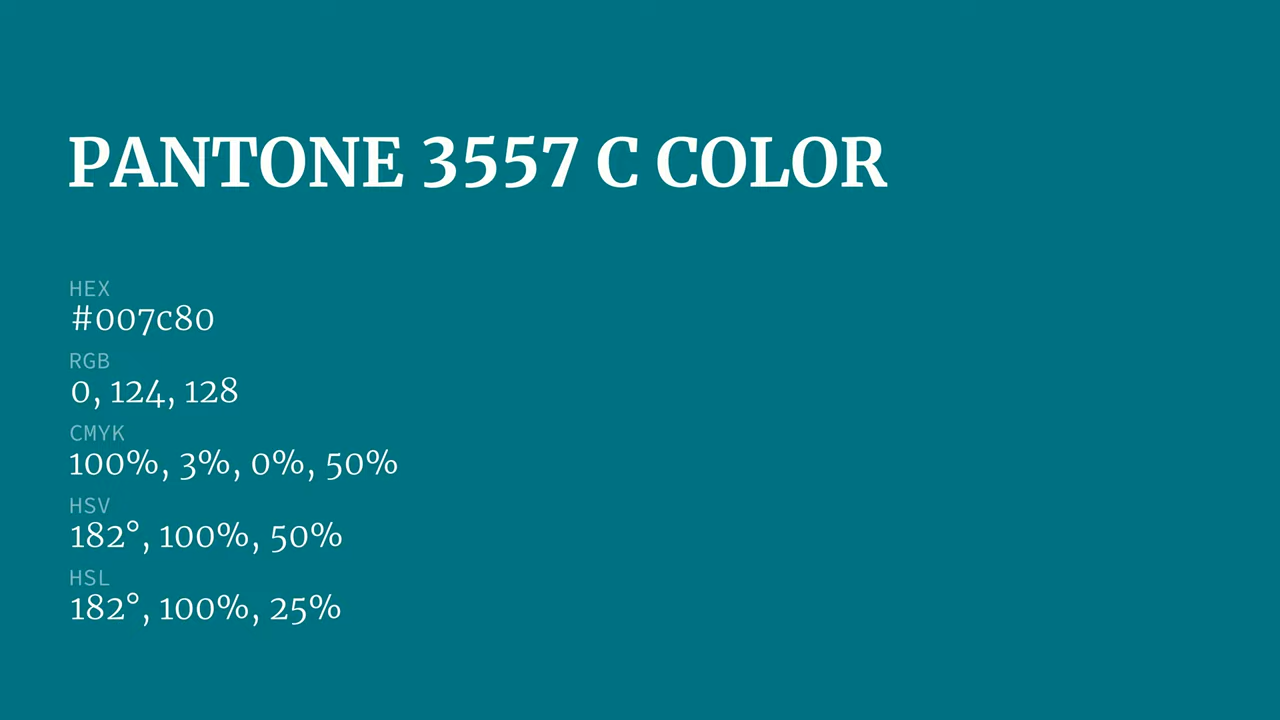 PANTONE 3557 C COLOR
HEX
#007c80
RGB
0, 124, 128
CMYK
100%, 3%, 0%, 50%
HSV
182°, 100%, 50%
HSL
182°, 100%, 25%